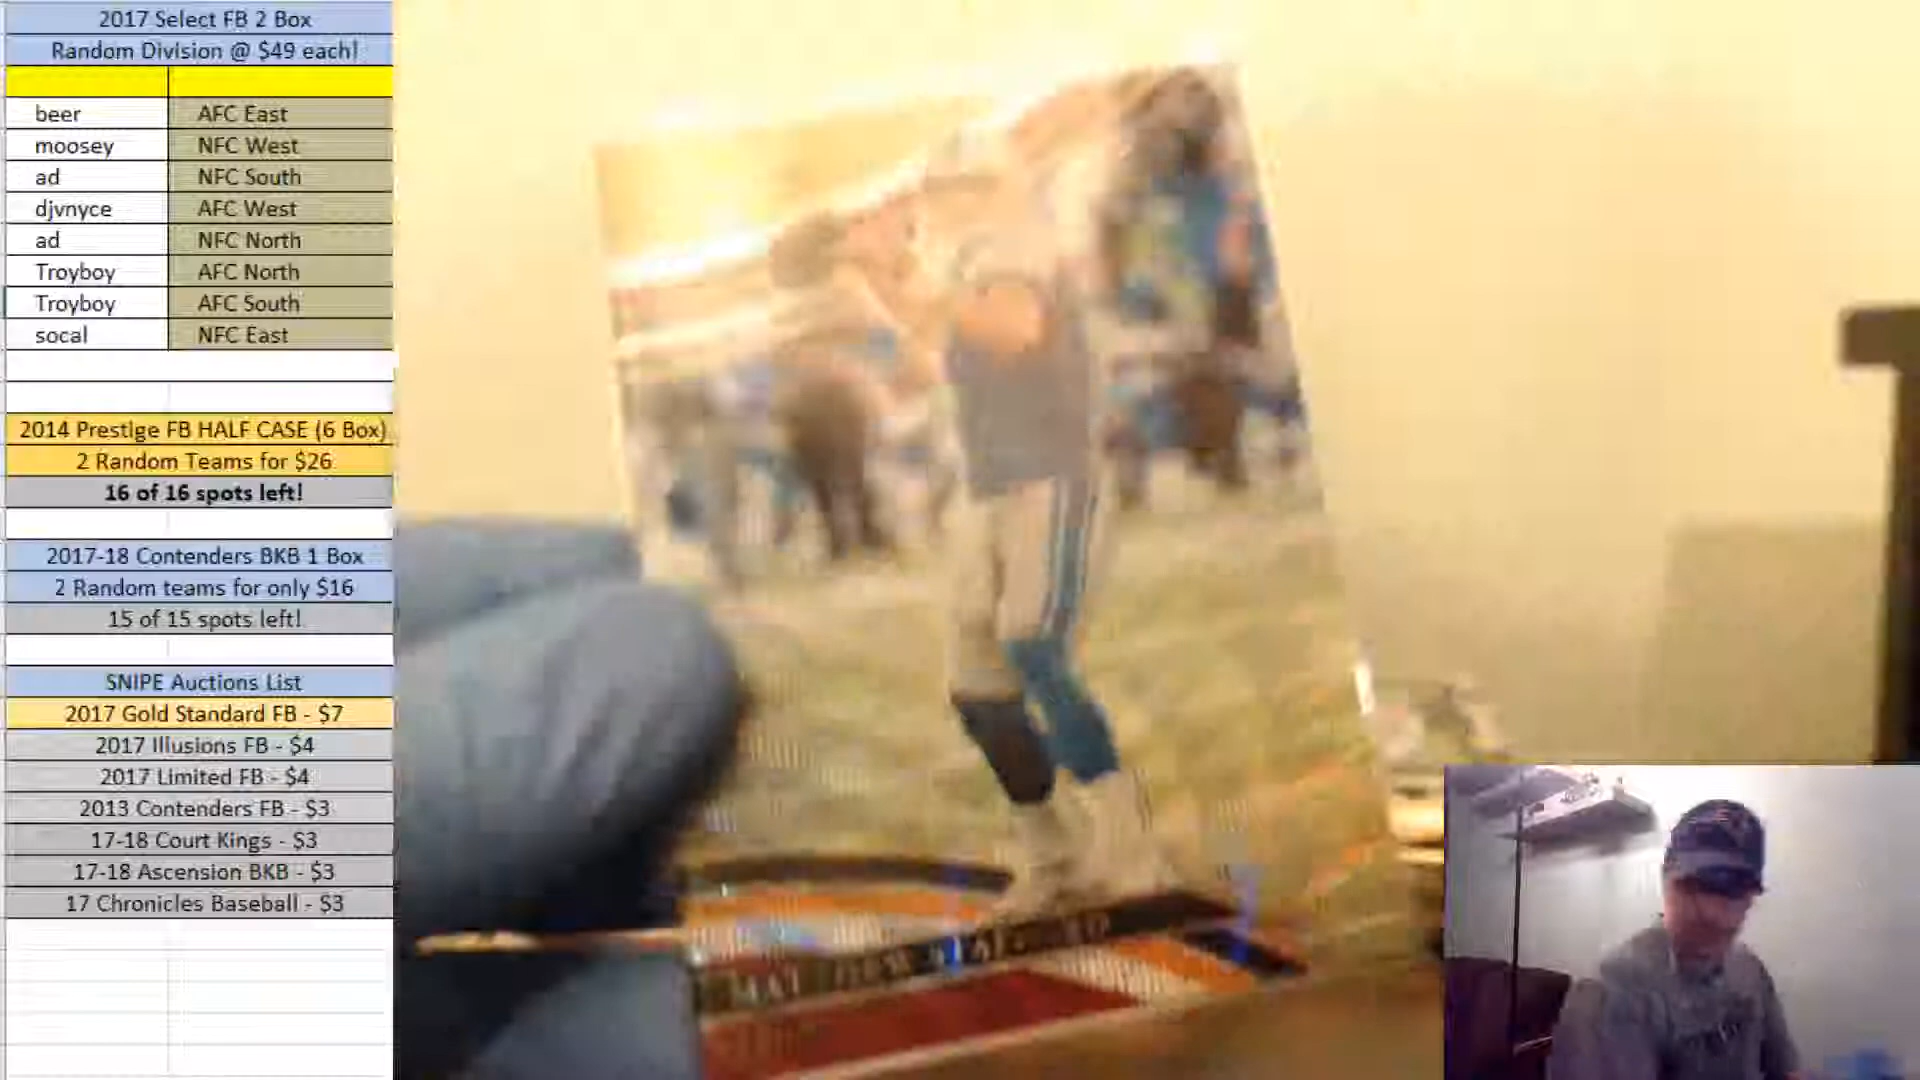 2017 Select FB 2 Box
Random Division @ $49 each!
beer AFC East
moosey NFC West
ad NFC South
djvnyce AFC West
ad NFC North
Troyboy AFC North
Troyboy AFC South
socal NFC East
2014 Prestige FB HALF CASE (6 Box)
2 Random Teams for $26
16 of 16 spots left!
2017-18 Contenders BKB 1 Box
2 Random teams for only $16
15 of 15 spots left!
SNIPE Auctions List
2017 Gold Standard FB - $7
2017 Illusions FB - $4
2017 Limited FB - $4
2013 Contenders FB - $3
17-18 Court Kings - $3
17-18 Ascension BKB - $3
17 Chronicles Baseball - $3